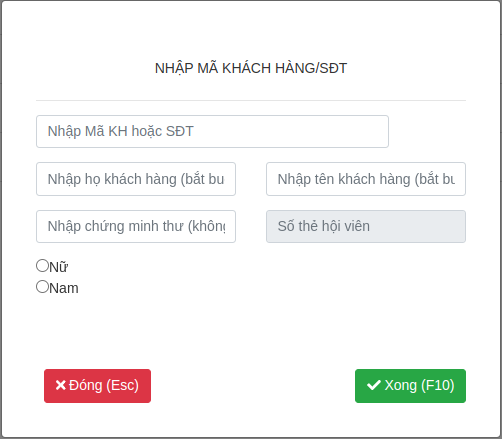 NHẬP MÃ KHÁCH HÀNG/SĐT
Nhập Mã KH hoặc SĐT
Nhập họ khách hàng (bắt bu
Nhập tên khách hàng (bắt bu
Nhập chứng minh thư (không
Số thẻ hội viên
Nữ
Nam
Đóng (Esc)
Xong (F10)